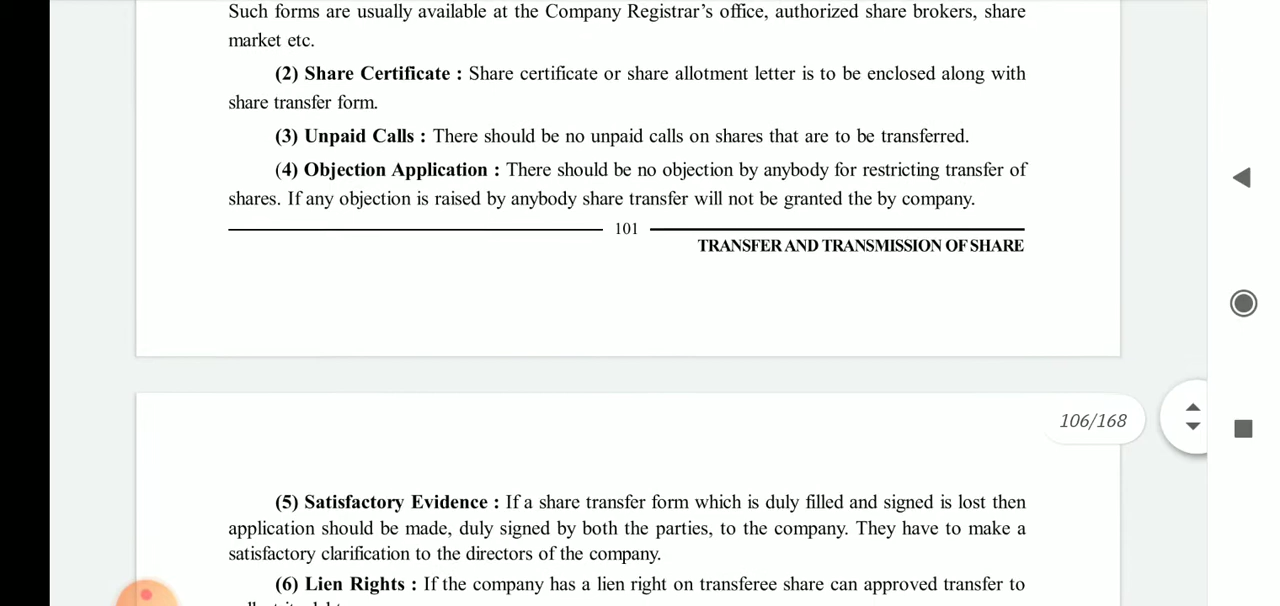 Such forms are usually available at the Company Registrar's office, authorized share brokers, share
market etc.
(2) Share Certificate : Share certificate or share allotment letter is to be enclosed along with
share transfer form.
(3) Unpaid Calls : There should be no unpaid calls on shares that are to be transferred.
(4) Objection Application : There should be no objection by anybody for restricting transfer of
shares. If any objection is raised by anybody share transfer will not be granted the by company.
101
TRANSFER AND TRANSMISSION OF SHARE
106/168
(5) Satisfactory Evidence : If a share transfer form which is duly filled and signed is lost then
application should be made, duly signed by both the parties, to the company. They have to make a
satisfactory clarification to the directors of the company.
(6) Lien Rights : If the company has a lien right on transferee share can approved transfer to